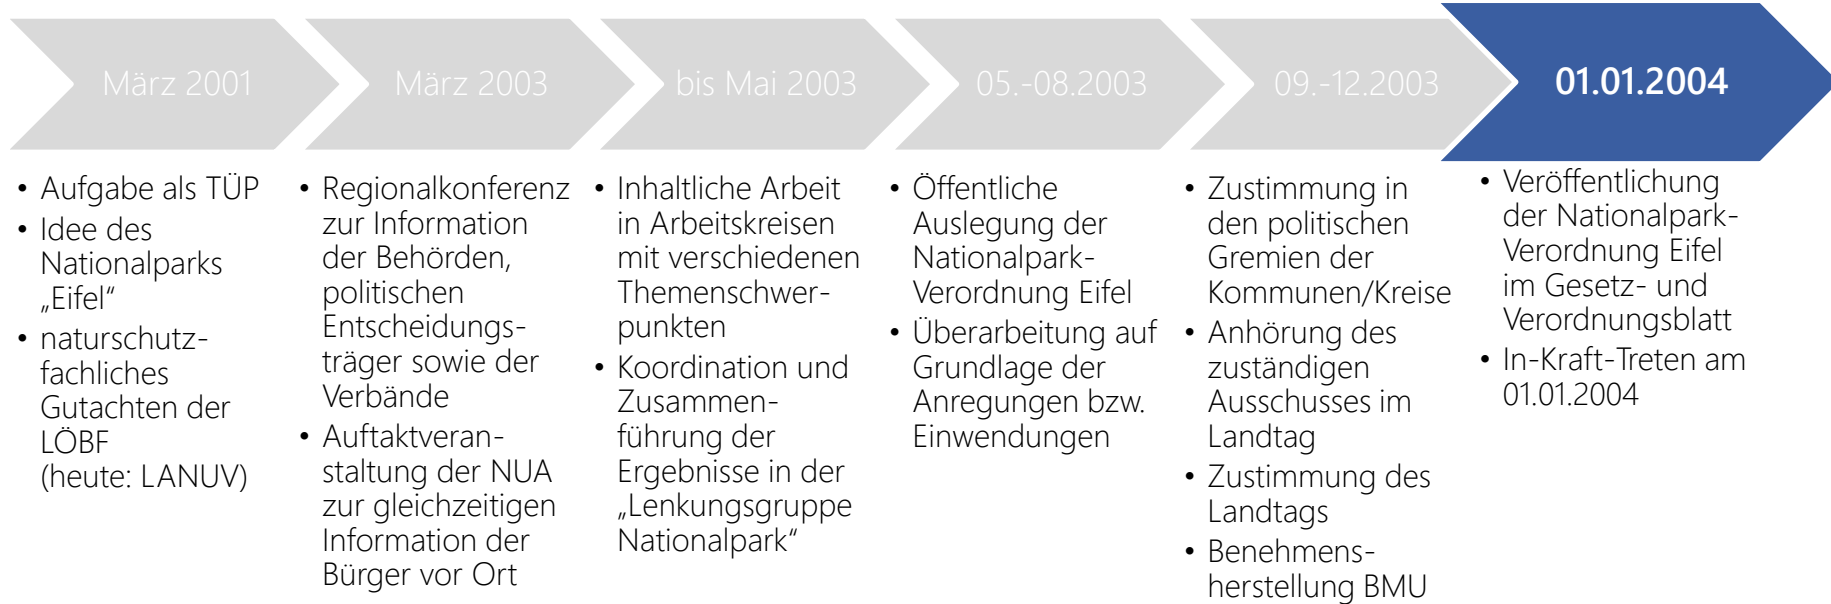 März 2001
• Aufgabe als TÜP
• Idee des
Nationalparks
„Eifel“
• naturschutz-
fachliches
Gutachten der
LÖBF
(heute: LANUV)
März 2003
• Regionalkonferenz
zur Information
der Behörden,
politischen
Entscheidungs-
träger sowie der
Verbände
• Auftaktveran-
staltung der NUA
zur gleichzeitigen
Information der
Bürger vor Ort
bis Mai 2003
• Inhaltliche Arbeit
in Arbeitskreisen
mit verschiedenen
Themenschwer-
punkten
• Koordination und
Zusammen-
führung der
Ergebnisse in der
„Lenkungsgruppe
Nationalpark“
05.-08.2003
• Öffentliche
Auslegung der
Nationalpark-
Verordnung Eifel
• Überarbeitung auf
Grundlage der
Anregungen bzw.
Einwendungen
09.-12.2003
• Zustimmung in
den politischen
Gremien der
Kommunen/Kreise
• Anhörung des
zuständigen
Ausschusses im
Landtag
• Zustimmung des
Landtags
• Benehmens-
herstellung BMU
01.01.2004
• Veröffentlichung
der Nationalpark-
Verordnung Eifel
im Gesetz- und
Verordnungsblatt
• In-Kraft-Treten am
01.01.2004